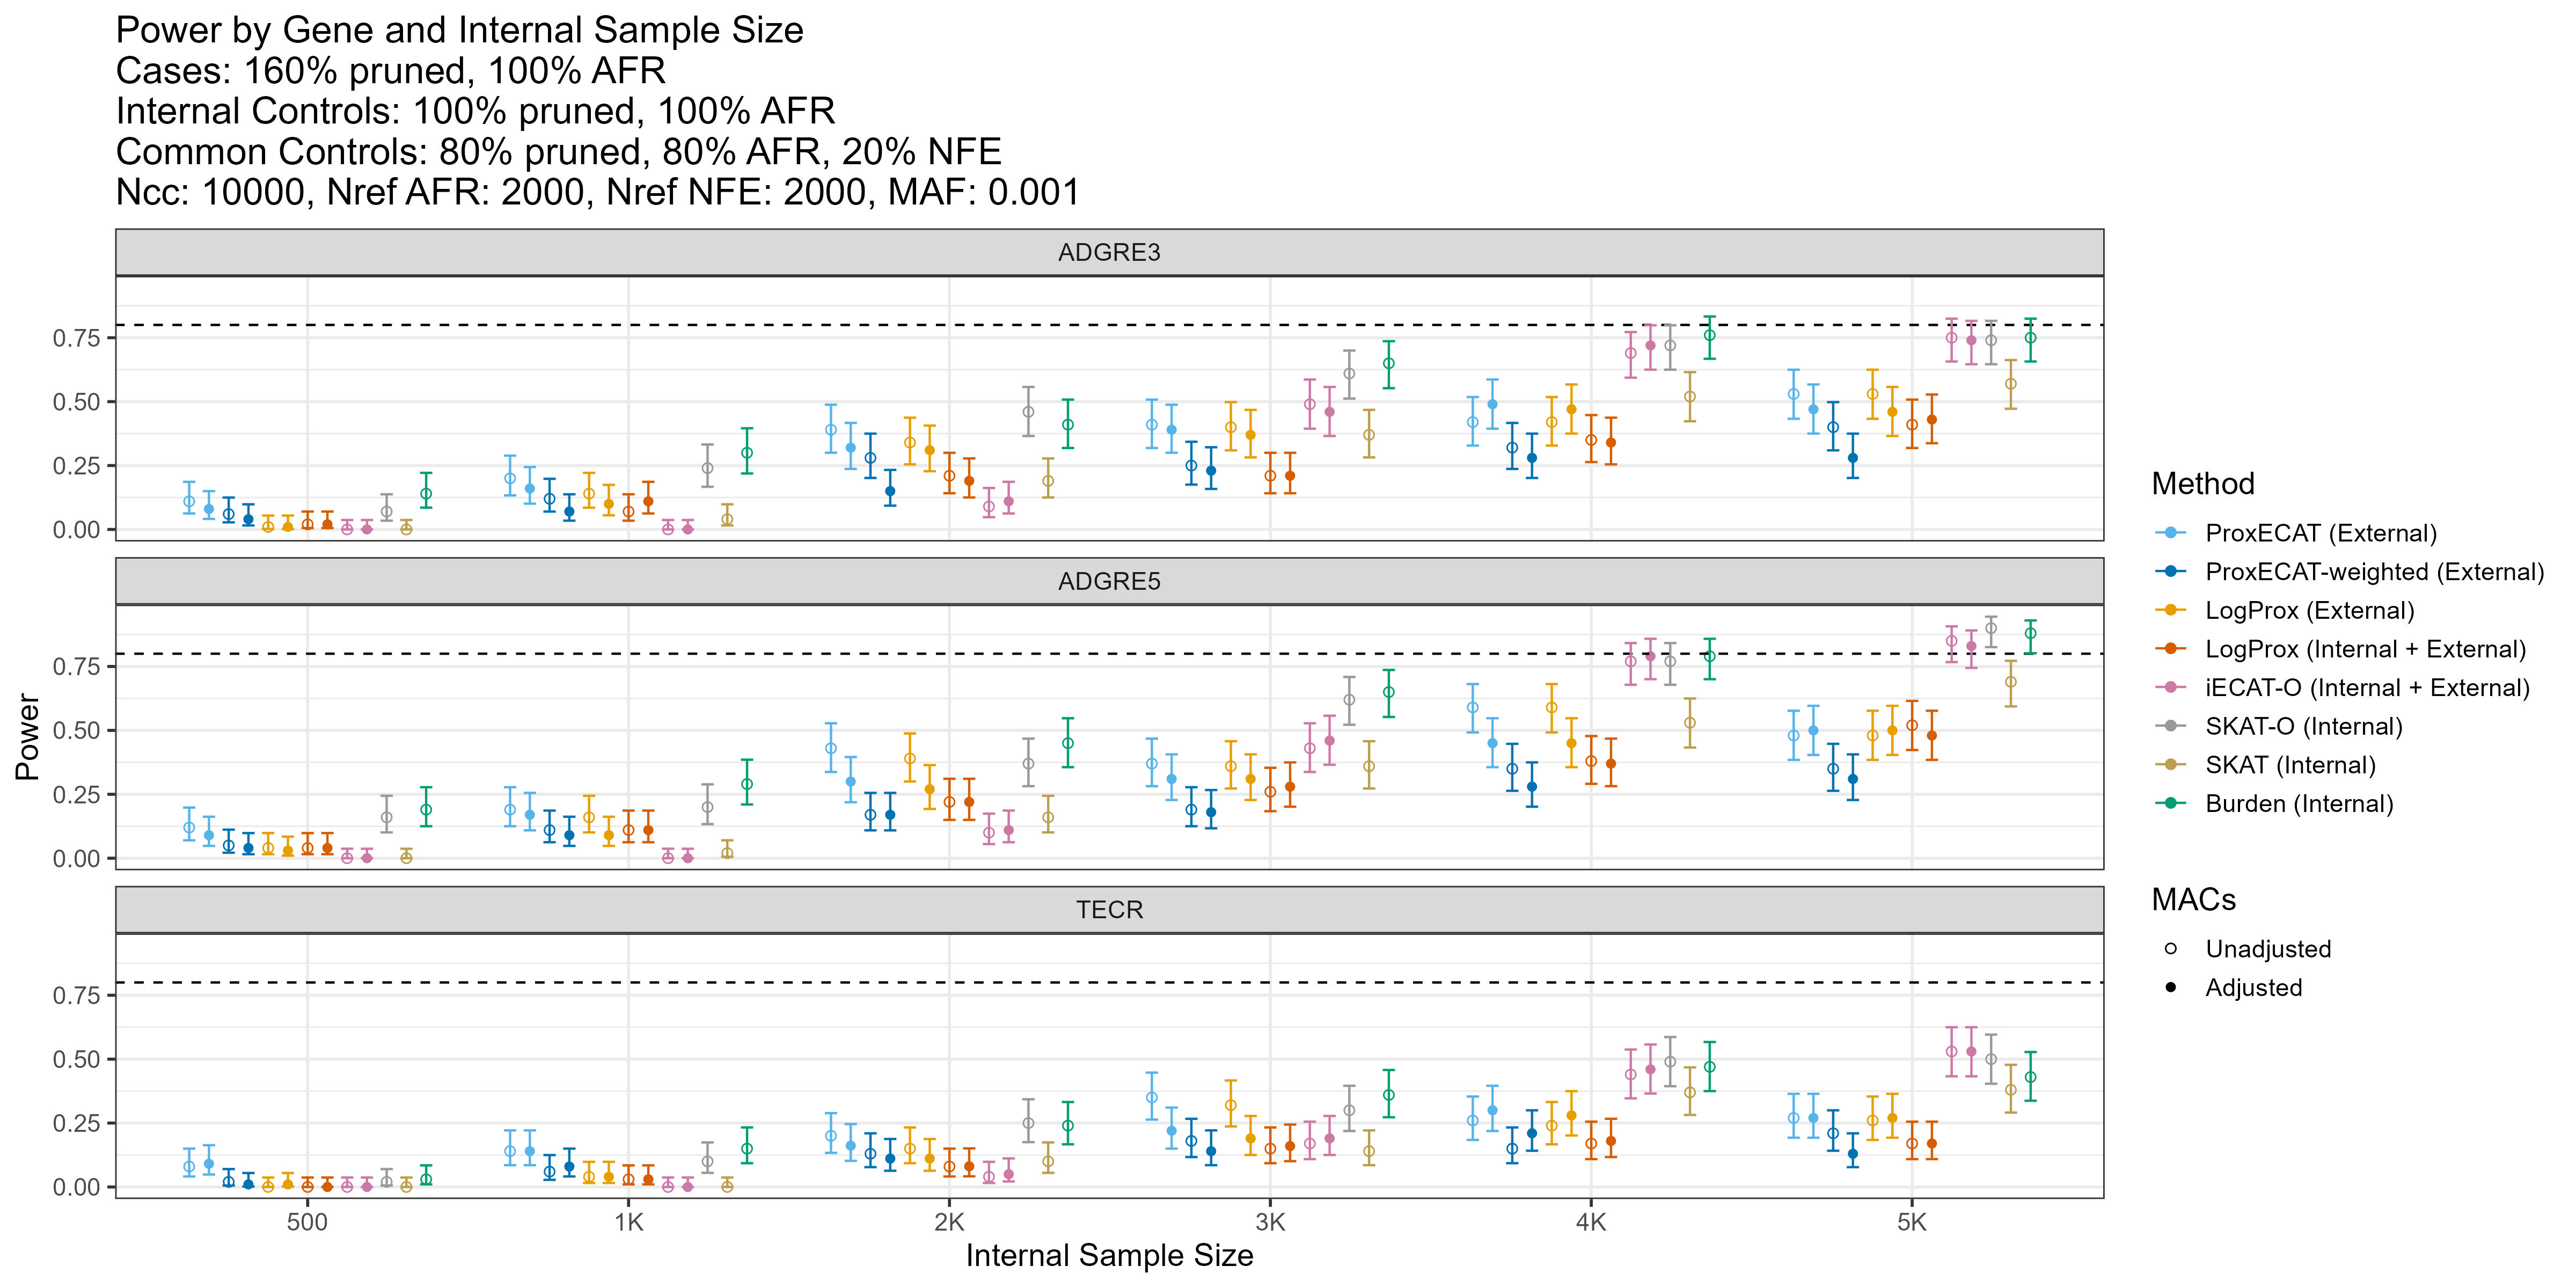 Power by Gene and Internal Sample Size
Cases: 160% pruned, 100% AFR
Internal Controls: 100% pruned, 100% AFR
Common Controls: 80% pruned, 80% AFR, 20% NFE
Ncc: 10000, Nref AFR: 2000, Nref NFE: 2000, MAF: 0.001
ADGRE3
0.75
0.50
0.25
0.00
ADGRE5
0.75
0.50
0.25
0.00
TECR
0.75
0.50
0.25
0.00
Power
500
1K
2K
3K
4K
5K
Internal Sample Size
Method
ProxECAT (External)
ProxECAT-weighted (External)
LogProx (External)
LogProx (Internal + External)
iECAT-O (Internal + External)
SKAT-O (Internal)
SKAT (Internal)
Burden (Internal)
MACs
Unadjusted
Adjusted